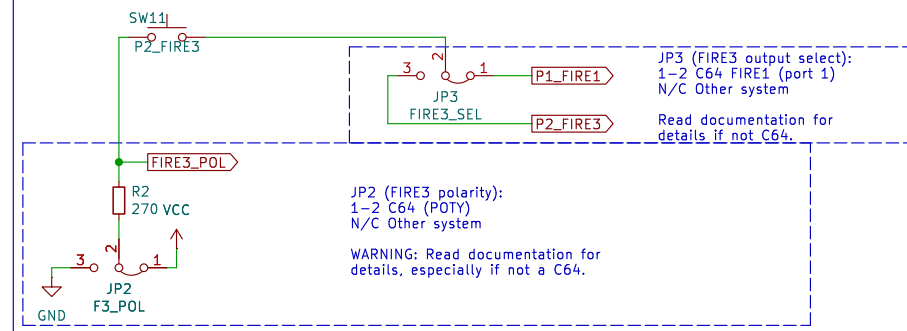 SW11
P2_FIRE3
3
2
1
P1_FIRE1
JP3
FIRE3_SEL
P2_FIRE3
JP3 (FIRE3 output select):
1-2 C64 FIRE1 (port 1)
N/C Other system
Read documentation for
details if not C64.
FIRE3_POL
R2
270
VCC
2
3
1
JP2
F3_POL
GND
JP2 (FIRE3 polarity):
1-2 C64 (POTY)
N/C Other system
WARNING: Read documentation for
details, especially if not a C64.